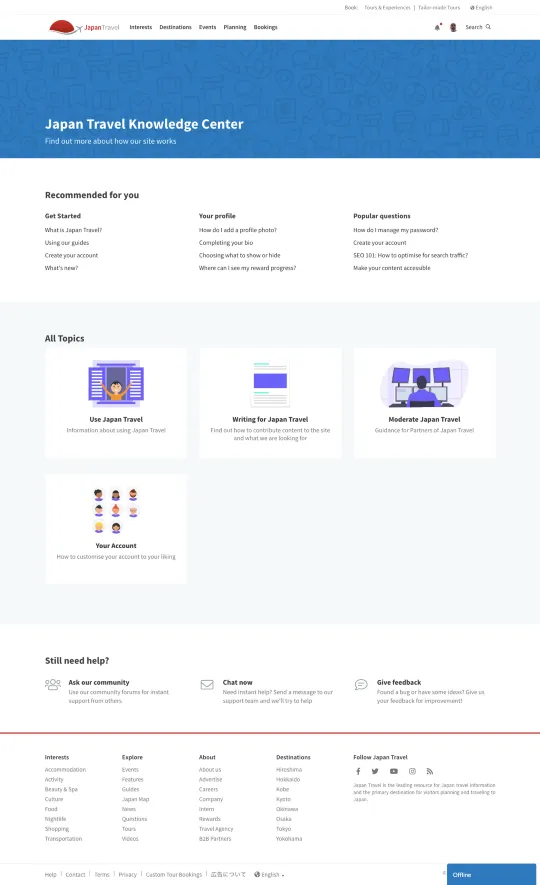 Book: Tours & Experiences | Tailor-made Tours English
JapanTravel Interests Destinations Events Planning Bookings Search
Japan Travel Knowledge Center
Find out more about how our site works
Recommended for you
Get Started
What is Japan Travel?
Using our guides
Create your account
What's new?
Your profile
How do I add a profile photo?
Completing your bio
Choosing what to show or hide
Where can I see my reward progress?
Popular questions
How do I manage my password?
Create your account
SEO 101: How to optimise for search traffic?
Make your content accessible
All Topics
Use Japan Travel
Information about using Japan Travel
Writing for Japan Travel
Find out how to contribute content to the site
and what we are looking for
Moderate Japan Travel
Guidance for Partners of Japan Travel
Your Account
How to customise your account to your liking
Still need help?
Ask our community
Use our community forums for instant
support from others.
Chat now
Need instant help? Send a message to our
support team and we'll try to help
Give feedback
Found a bug or have some ideas? Give us
your feedback for improvement!
Interests
Accommodation
Activity
Beauty & Spa
Culture
Food
Nightlife
Shopping
Transportation
Explore
Events
Features
Guides
Japan Map
News
Questions
Tours
Videos
About
About us
Advertise
Careers
Company
Intern
Rewards
Travel Agency
B2B Partners
Destinations
Hiroshima
Hokkaido
Kobe
Kyoto
Okinawa
Osaka
Tokyo
Yokohama
Follow Japan Travel
Japan Travel is the leading resource for Japan travel information
and the primary destination for visitors planning and traveling to
Japan.
Help | Contact | Terms | Privacy | Custom Tour Bookings | 広告について English
©
Offline